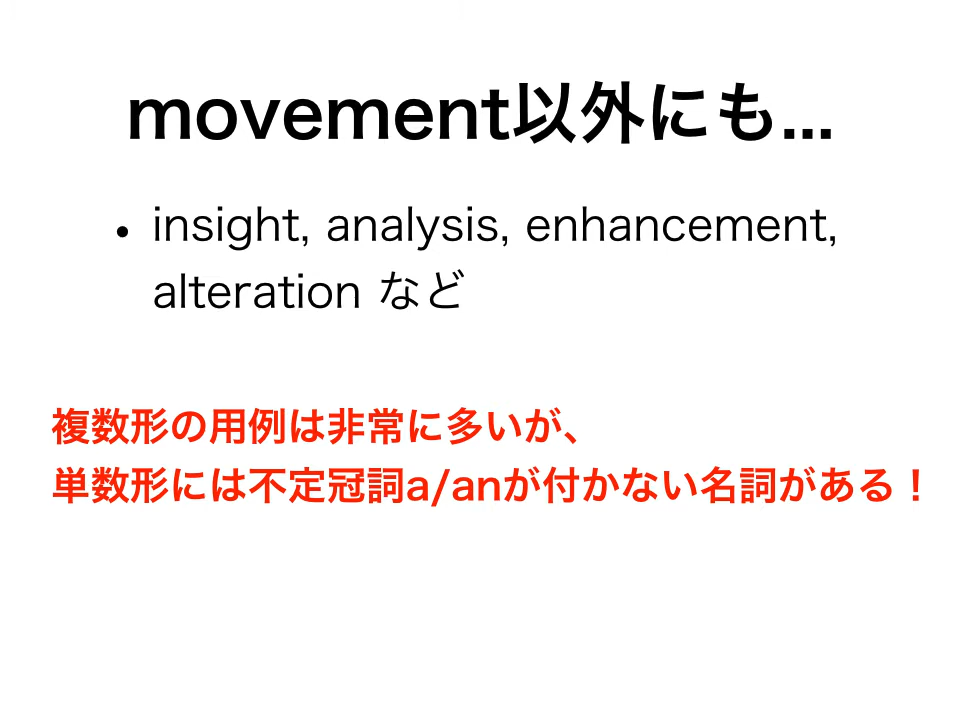 movement以外にも...
• insight, analysis, enhancement,
alteration など
複数形の用例は非常に多いが、
単数形には不定冠詞a/anが付かない名詞がある！